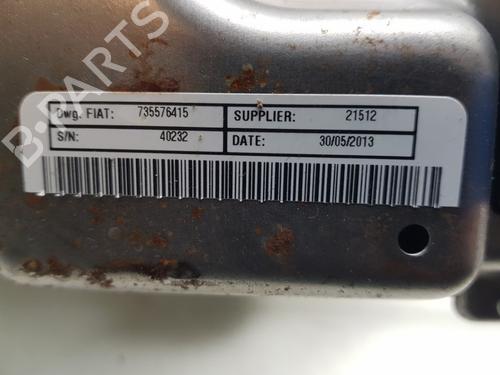 B-PARTS
Dwg. FIAT: 735576415 SUPPLIER: 21512
S/N: 40232 DATE: 30/05/2013